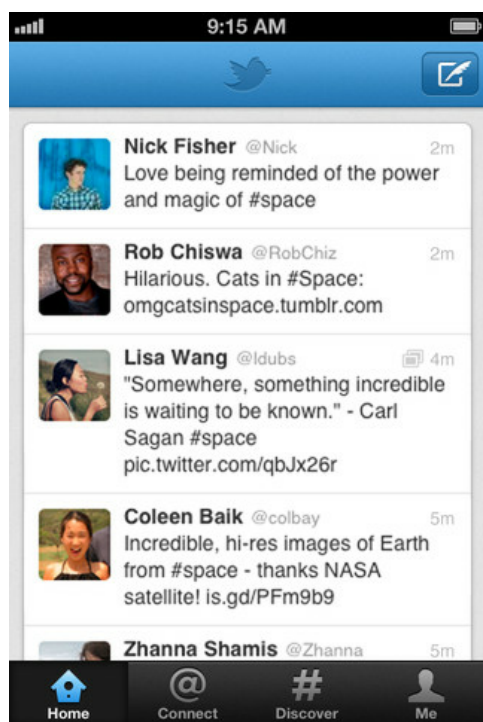 9:15 AM
Nick Fisher @Nick 2m
Love being reminded of the power
and magic of #space
Rob Chiswa @RobChiz 2m
Hilarious. Cats in #Space:
omgcatsinspace.tumblr.com
Lisa Wang @ldubs 4m
"Somewhere, something incredible
is waiting to be known." - Carl
Sagan #space
pic.twitter.com/qbJx26r
Coleen Baik @colbay 5m
Incredible, hi-res images of Earth
from #space - thanks NASA
satellite! is.gd/PFm9b9
Zhanna Shamis @Zhanna 5m
Home
@
Connect
#
Discover
Me